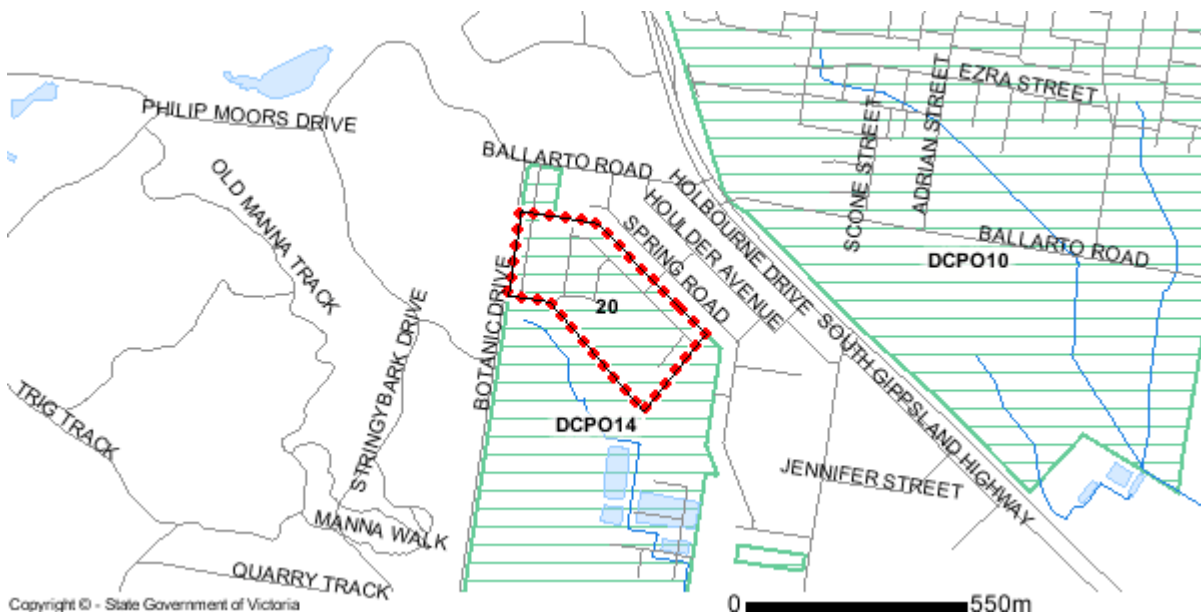 EZRA STREET
PHILIP MOORS DRIVE
ADRIAN STREET
SCONE STREET
BALLARTO ROAD
OLD MANNA TRACK
HOLBOURNE DRIVE
HOULDER AVENUE
SPRING ROAD
BALLARTO ROAD
DCPO10
BOTANIC DRIVE
20
STRINGYBARK DRIVE
SOUTH GIPPSLAND HIGHWAY
TRIG TRACK
DCPO14
JENNIFER STREET
MANNA WALK
QUARRY TRACK
Copyright © - State Government of Victoria
0 550m